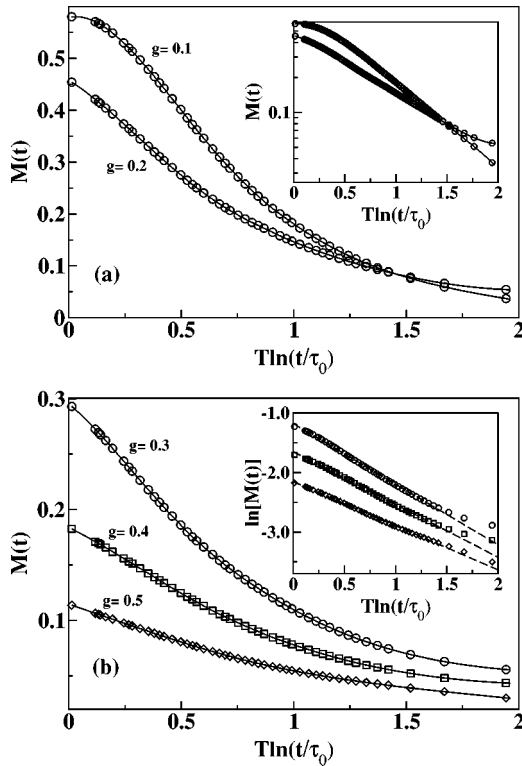 (a)
M(t)
0.5
0.4
0.3
0.2
0.1
0
g= 0.1
g= 0.2
0 0.5 1 1.5 2
Tln(t/τ₀)
M(t)
0.1
0 0.5 1 1.5 2
Tln(t/τ₀)
(b)
M(t)
0.3
0.2
0.1
g= 0.3
g= 0.4
g= 0.5
0 0.5 1 1.5 2
Tln(t/τ₀)
ln[M(t)]
-1.0
-2.0
-3.0
0 0.5 1 1.5 2
Tln(t/τ₀)